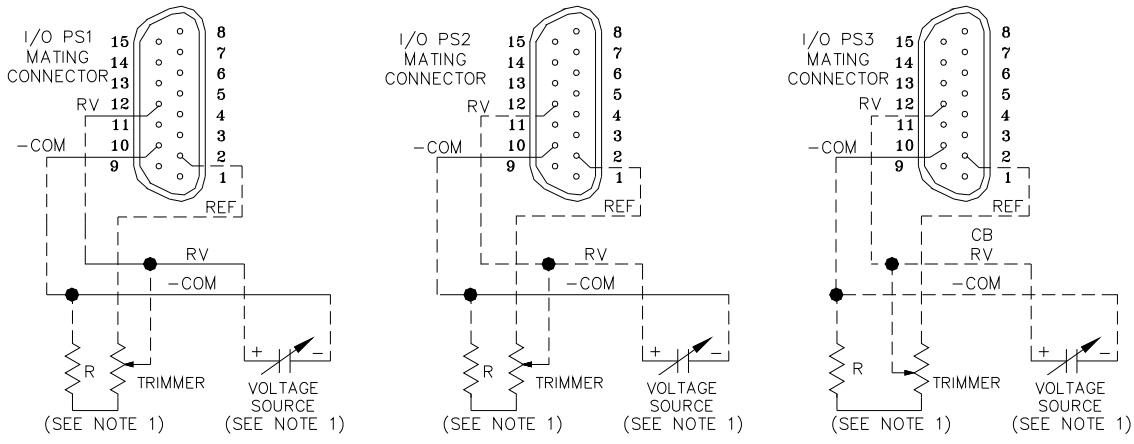 I/O PS1
MATING
CONNECTOR
15
14
13
12
11
10
9
8
7
6
5
4
3
2
1
RV
-COM
REF
RV
-COM
R
TRIMMER
+
-
VOLTAGE
SOURCE
(SEE NOTE 1)
(SEE NOTE 1)
I/O PS2
MATING
CONNECTOR
15
14
13
12
11
10
9
8
7
6
5
4
3
2
1
RV
-COM
REF
RV
-COM
R
TRIMMER
+
-
VOLTAGE
SOURCE
(SEE NOTE 1)
(SEE NOTE 1)
I/O PS3
MATING
CONNECTOR
15
14
13
12
11
10
9
8
7
6
5
4
3
2
1
RV
-COM
REF
CB
RV
-COM
R
TRIMMER
+
-
VOLTAGE
SOURCE
(SEE NOTE 1)
(SEE NOTE 1)